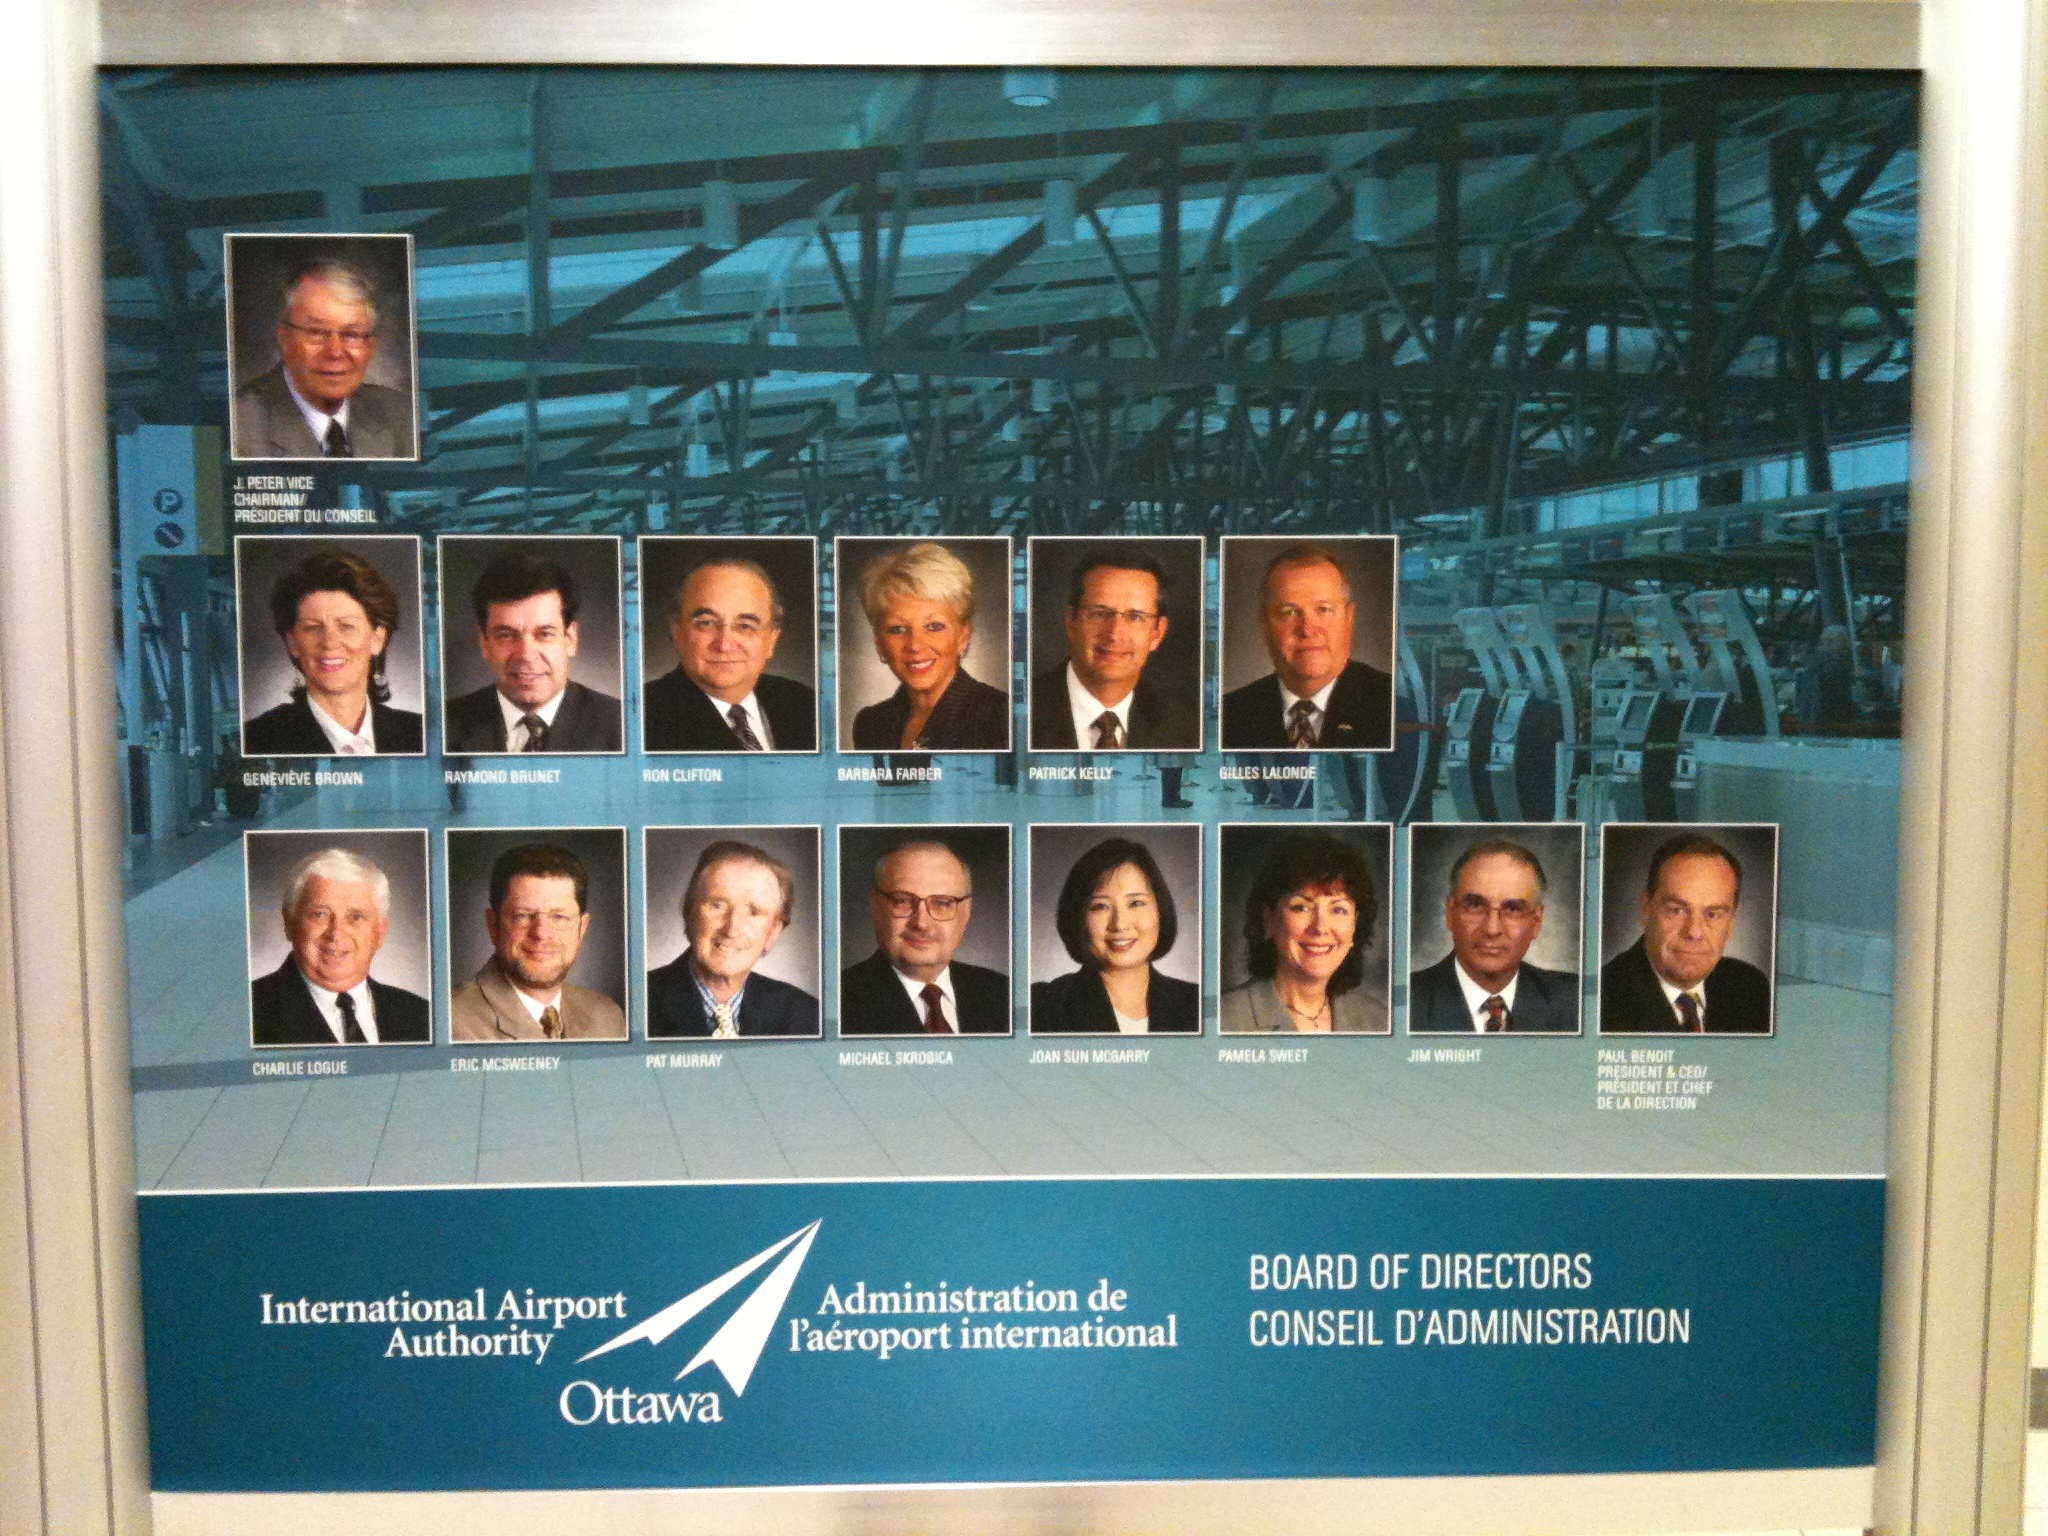 P
J. PETER VICE
CHAIRMAN/
PRÉSIDENT DU CONSEIL
GENEVIÈVE BROWN
RAYMOND BRUNET
RON CLIFTON
BARBARA FARBER
PATRICK KELLY
GILLES LALONDE
CHARLIE LOGUE
ERIC MCSWEENEY
PAT MURRAY
MICHAEL SKROBICA
JOAN SUN MCGARRY
PAMELA SWEET
JIM WRIGHT
PAUL BENOIT
PRESIDENT & CEO/
PRÉSIDENT ET CHEF
DE LA DIRECTION
International Airport
Authority
Ottawa
Administration de
l'aéroport international
BOARD OF DIRECTORS
CONSEIL D'ADMINISTRATION